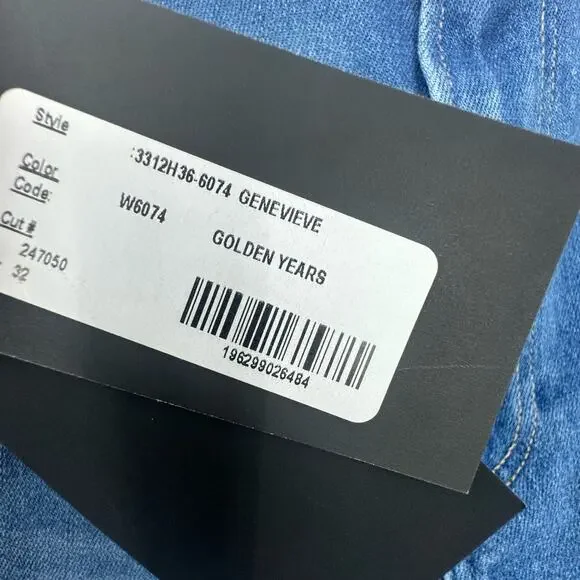 Style :3312H36-6074 GENEVIEVE
Color Code: W6074 GOLDEN YEARS
Cut #
247050
32
196299026484